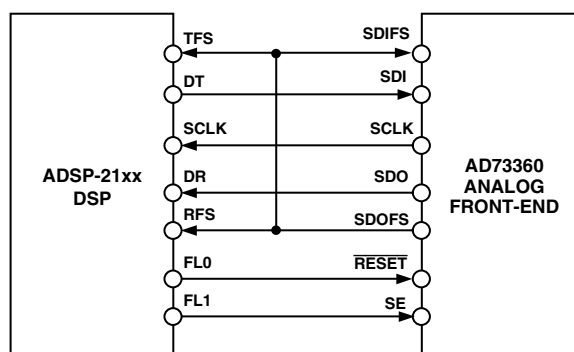 TFS SDIFS
DT SDI
SCLK SCLK
ADSP-21xx
DSP
DR SDO
AD73360
ANALOG
FRONT-END
RFS SDOFS
FL0 RESET
FL1 SE